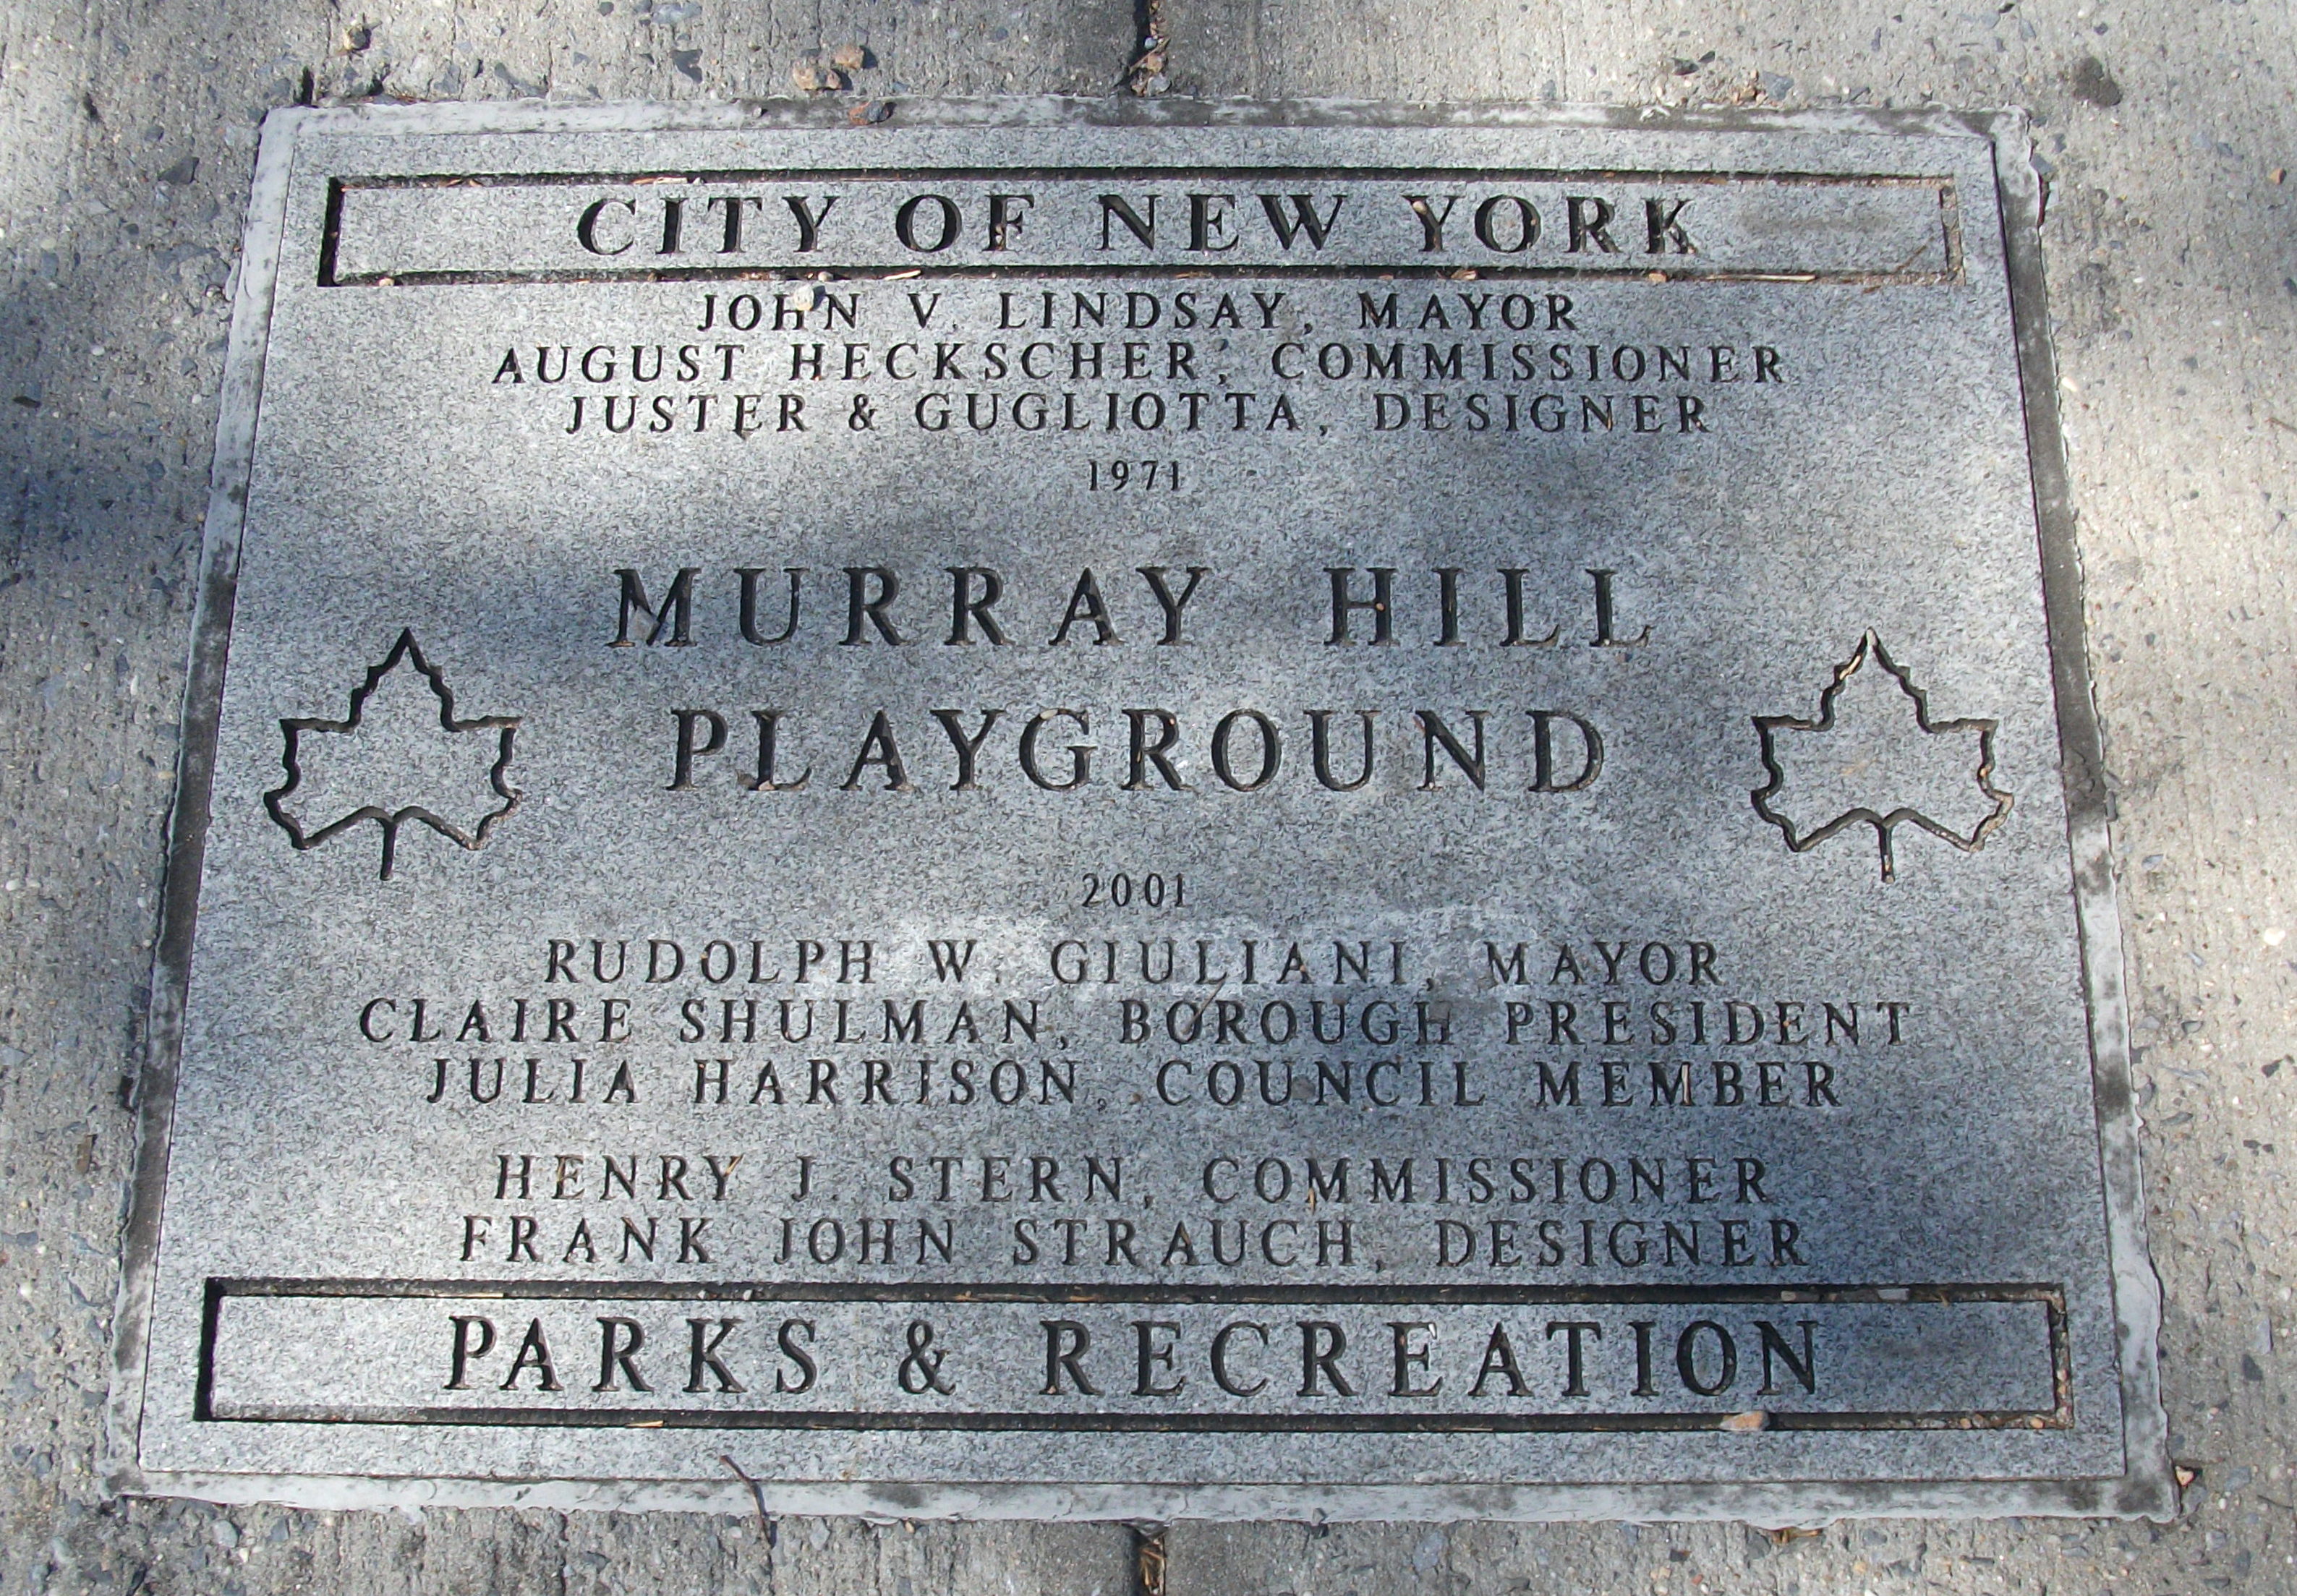 CITY OF NEW YORK
JOHN V. LINDSAY, MAYOR
AUGUST HECKSCHER, COMMISSIONER
JUSTER & GUGLIOTTA, DESIGNER
1971
MURRAY HILL
PLAYGROUND
2001
RUDOLPH W. GIULIANI, MAYOR
CLAIRE SHULMAN, BOROUGH PRESIDENT
JULIA HARRISON, COUNCIL MEMBER
HENRY J. STERN, COMMISSIONER
FRANK JOHN STRAUCH, DESIGNER
PARKS & RECREATION